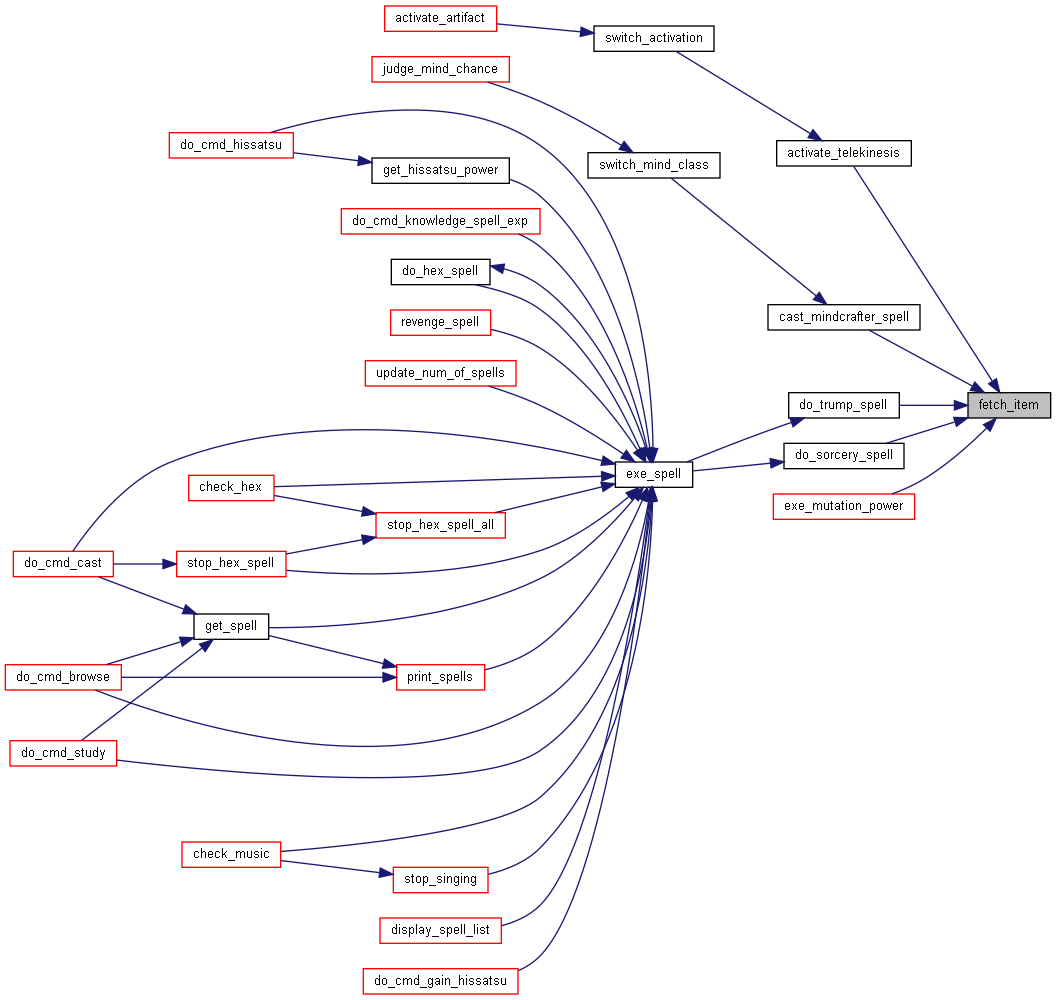 activate_artifact
switch_activation
judge_mind_chance
do_cmd_hissatsu
activate_telekinesis
get_hissatsu_power
switch_mind_class
do_cmd_knowledge_spell_exp
do_hex_spell
revenge_spell
cast_mindcrafter_spell
update_num_of_spells
do_trump_spell
fetch_item
do_sorcery_spell
exe_spell
check_hex
exe_mutation_power
stop_hex_spell_all
do_cmd_cast
stop_hex_spell
get_spell
do_cmd_browse
print_spells
do_cmd_study
check_music
stop_singing
display_spell_list
do_cmd_gain_hissatsu